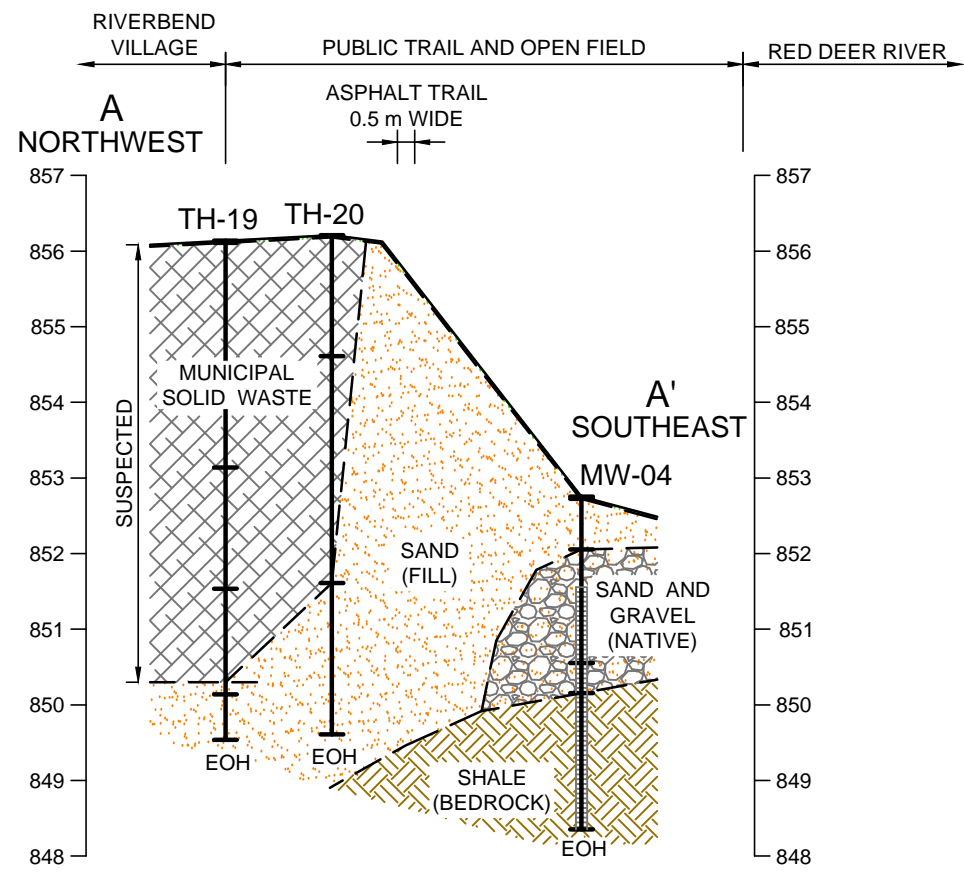 RIVERBEND
VILLAGE
PUBLIC TRAIL AND OPEN FIELD
RED DEER RIVER
ASPHALT TRAIL
0.5 m WIDE
A
NORTHWEST
857
857
TH-19
TH-20
856
856
855
855
MUNICIPAL
SOLID WASTE
854
854
A'
SOUTHEAST
SUSPECTED
853
853
MW-04
852
852
SAND
(FILL)
SAND AND
GRAVEL
(NATIVE)
851
851
850
850
EOH
EOH
849
849
SHALE
(BEDROCK)
EOH
848
848